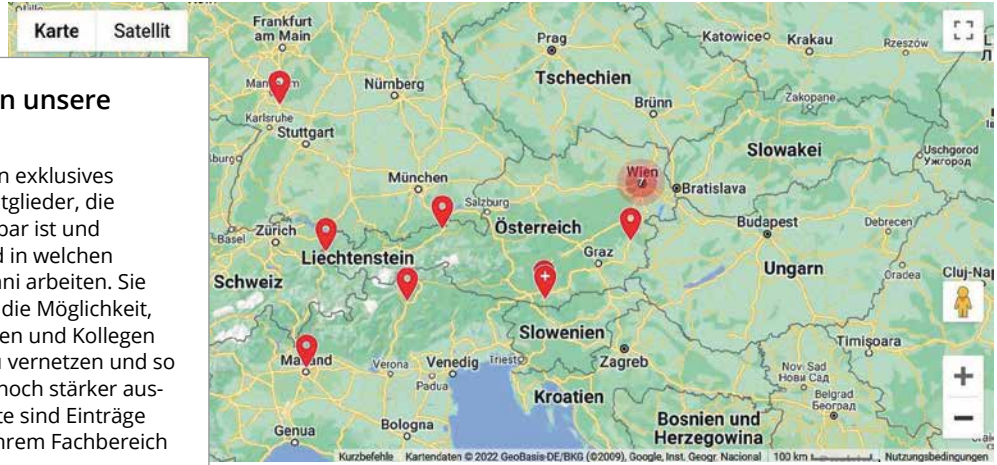 Karte Satellit
n unsere
n exklusives
tglieder, die
bar ist und
d in welchen
ni arbeiten. Sie
die Möglichkeit,
en und Kollegen
u vernetzen und so
noch stärker aus-
te sind Einträge
hrem Fachbereich
Frankfurt
am Main
Prag
Katowice
Krakau
Rzeszów
Tschechien
Nürnberg
Brünn
Zakopane
Karlsruhe
Stuttgart
Slowakei
Uschgorod
Ужгород
München
Wien
Bratislava
Salzburg
Österreich
Budapest
Debrecen
Basel
Zürich
Liechtenstein
Graz
Schweiz
Ungarn
Oradea
Cluj-Nap
Slowenien
Timișoara
Mailand
Verona
Venedig
Triest
Zagreb
Novi Sad
Нови Сад
Padua
Kroatien
Belgrad
Београд
Genua
Bologna
Bosnien und
Herzegowina
Kurzbefehle Kartendaten © 2022 GeoBasis-DE/BKG (©2009), Google, Inst. Geogr. Nacional 100 km Nutzungsbedingungen